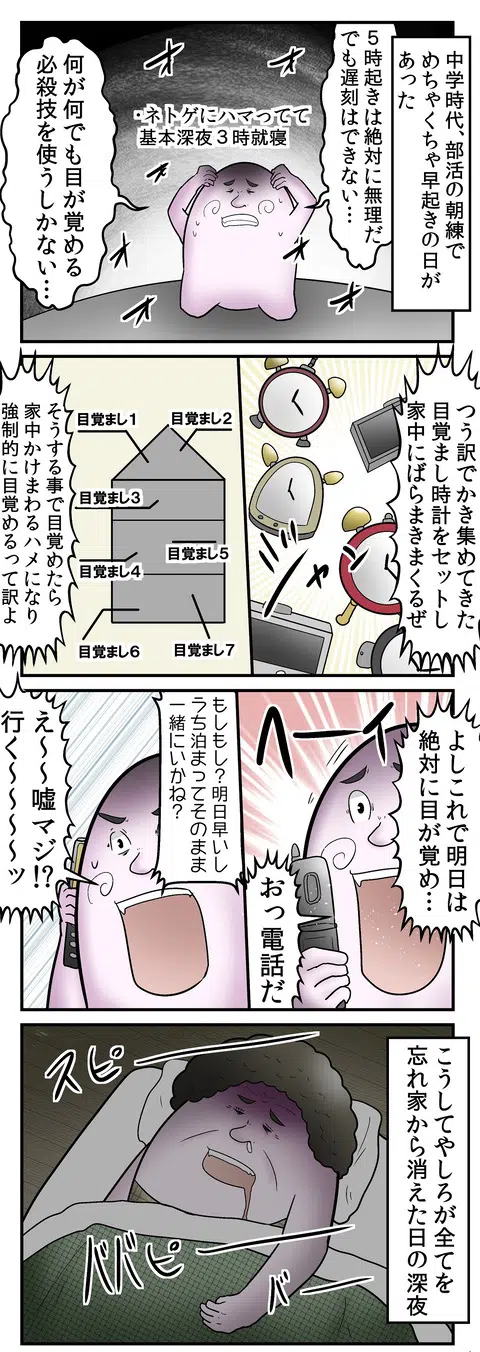 中学時代、部活の朝練で
めちゃくちゃ早起きの日が
あった
5時起きは絶対に無理だ
でも遅刻はできない…
・ネトゲにハマってて
基本深夜3時就寝
何が何でも目が覚める
必殺技を使うしかない…
つう訳でかき集めてきた
目覚まし時計をセットし
家中にばらまきまくるぜ
ジャン
目覚まし1
目覚まし2
目覚まし3
目覚まし5
目覚まし4
目覚まし6
目覚まし7
そうする事で目覚めたら
家中かけまわるハメになり
強制的に目覚めるって訳よ
よしこれで明日は
絶対に目が覚め…
ヘーイ
おっ電話だ
もしもし?明日早いし
うち泊まってそのまま
一緒にいかね?
え〜〜嘘マジ!?
行く〜〜〜〜ッ
こうしてやしろが全てを
忘れ家から消えた日の深夜
スピー
ババピー
バー